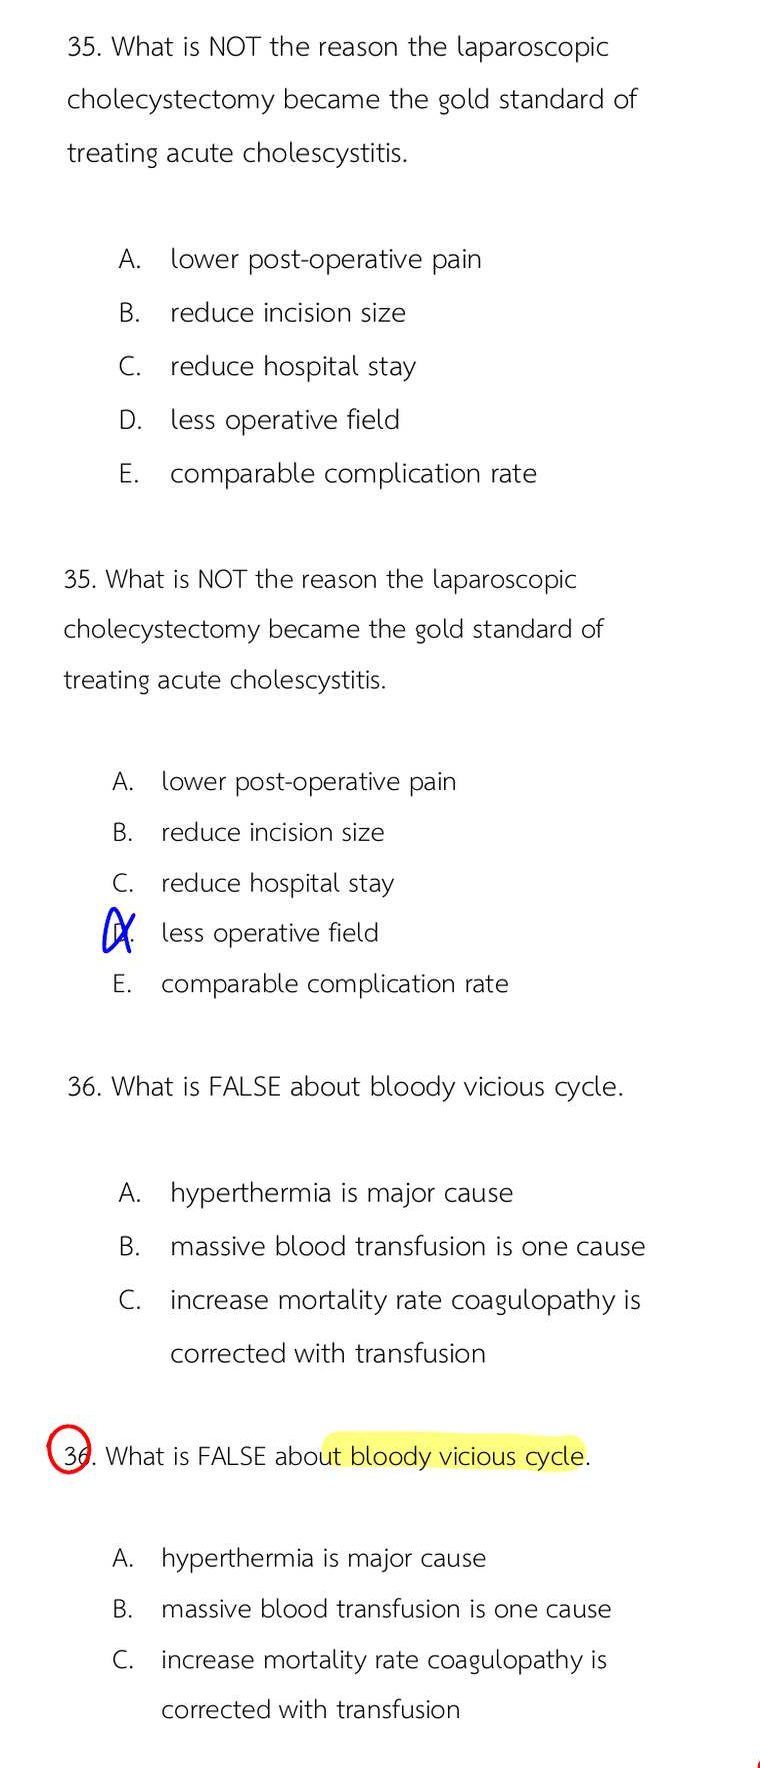 35. What is NOT the reason the laparoscopic
cholecystectomy became the gold standard of
treating acute cholescystitis.
A. lower post-operative pain
B. reduce incision size
C. reduce hospital stay
D. less operative field
E. comparable complication rate
35. What is NOT the reason the laparoscopic
cholecystectomy became the gold standard of
treating acute cholescystitis.
A. lower post-operative pain
B. reduce incision size
C. reduce hospital stay
D. less operative field
E. comparable complication rate
36. What is FALSE about bloody vicious cycle.
A. hyperthermia is major cause
B. massive blood transfusion is one cause
C. increase mortality rate coagulopathy is
corrected with transfusion
36. What is FALSE about bloody vicious cycle.
A. hyperthermia is major cause
B. massive blood transfusion is one cause
C. increase mortality rate coagulopathy is
corrected with transfusion